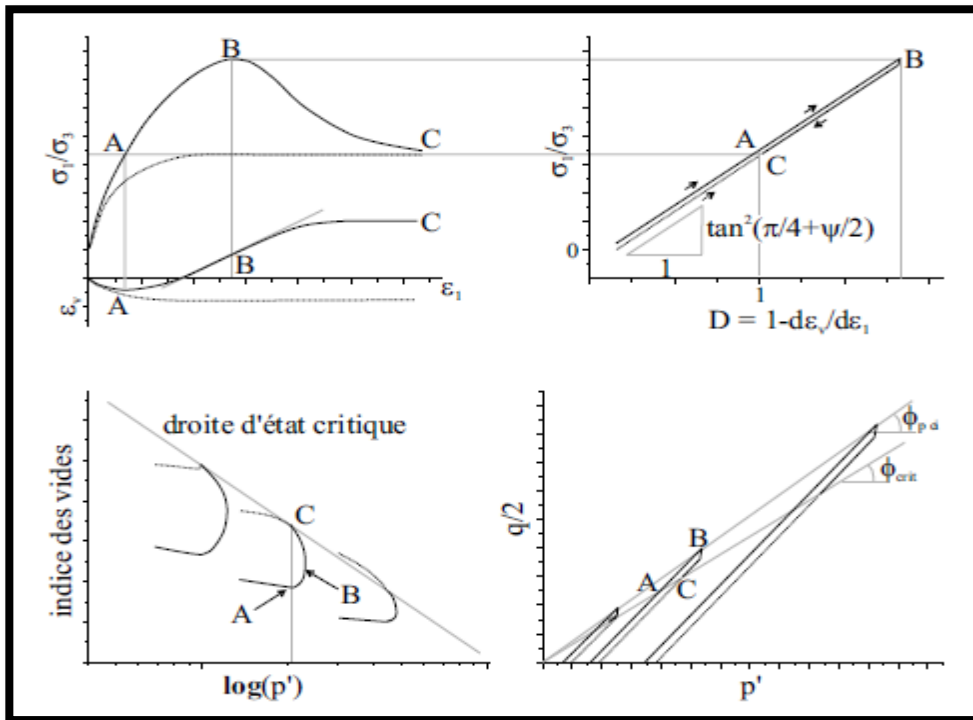 B
A
C
σ₁/σ₃
B
C
A
εᵥ
ε₁
B
A
C
σ₁/σ₃
0
tan²(π/4+ψ/2)
1
1
D = 1-dεᵥ/dε₁
droite d'état critique
C
A
B
indice des vides
log(p')
ϕcrit
B
A
C
q/2
p'